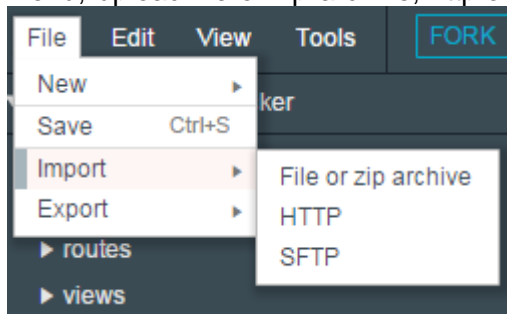 File Edit View Tools FORK
New
ker
Save Ctrl+S
Import
File or zip archive
Export
HTTP
routes
SFTP
views